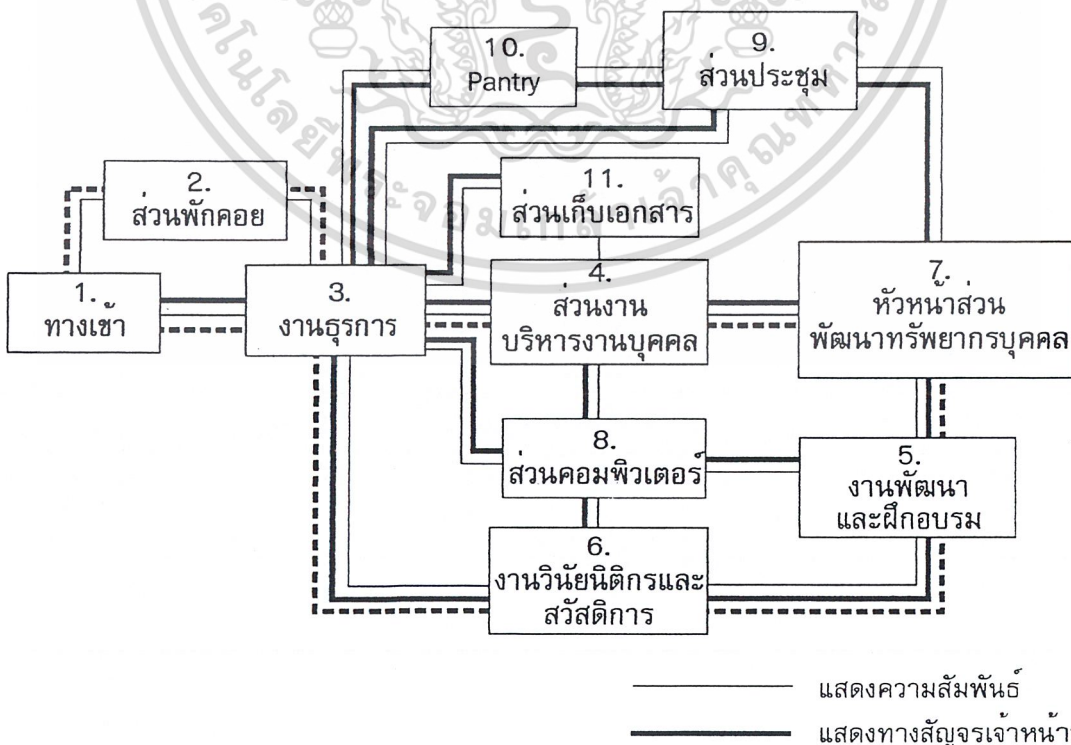 10.
Pantry
9.
ส่วนประชุม
2.
ส่วนพักคอย
11.
ส่วนเก็บเอกสาร
1.
ทางเข้า
3.
งานธุรการ
4.
ส่วนงาน
บริหารงานบุคคล
7.
หัวหน้าส่วน
พัฒนาทรัพยากรบุคคล
8.
ส่วนคอมพิวเตอร์
5.
งานพัฒนา
และฝึกอบรม
6.
งานวินัยนิติกรและ
สวัสดิการ
แสดงความสัมพันธ์
แสดงทางสัญจรเจ้าหน้า